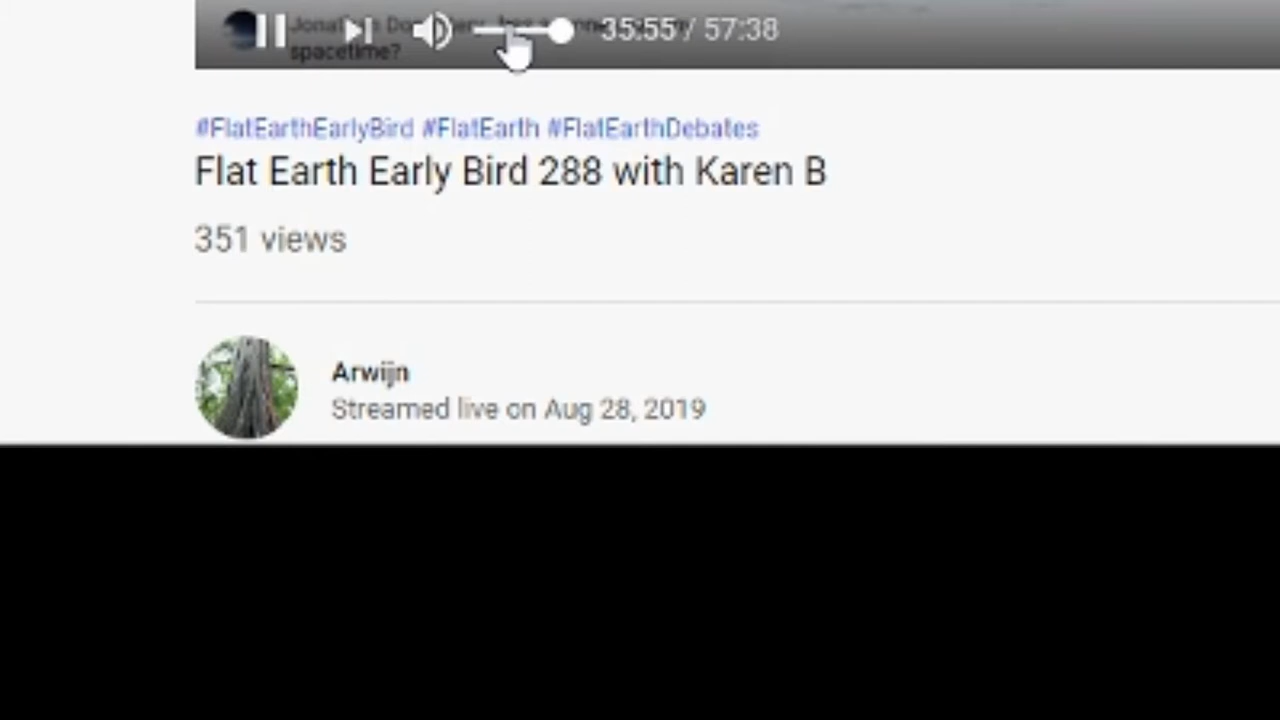 35:55 / 57:38
spacetime?
#FlatEarthEarlyBird #FlatEarth #FlatEarthDebates
Flat Earth Early Bird 288 with Karen B
351 views
Arwijn
Streamed live on Aug 28, 2019